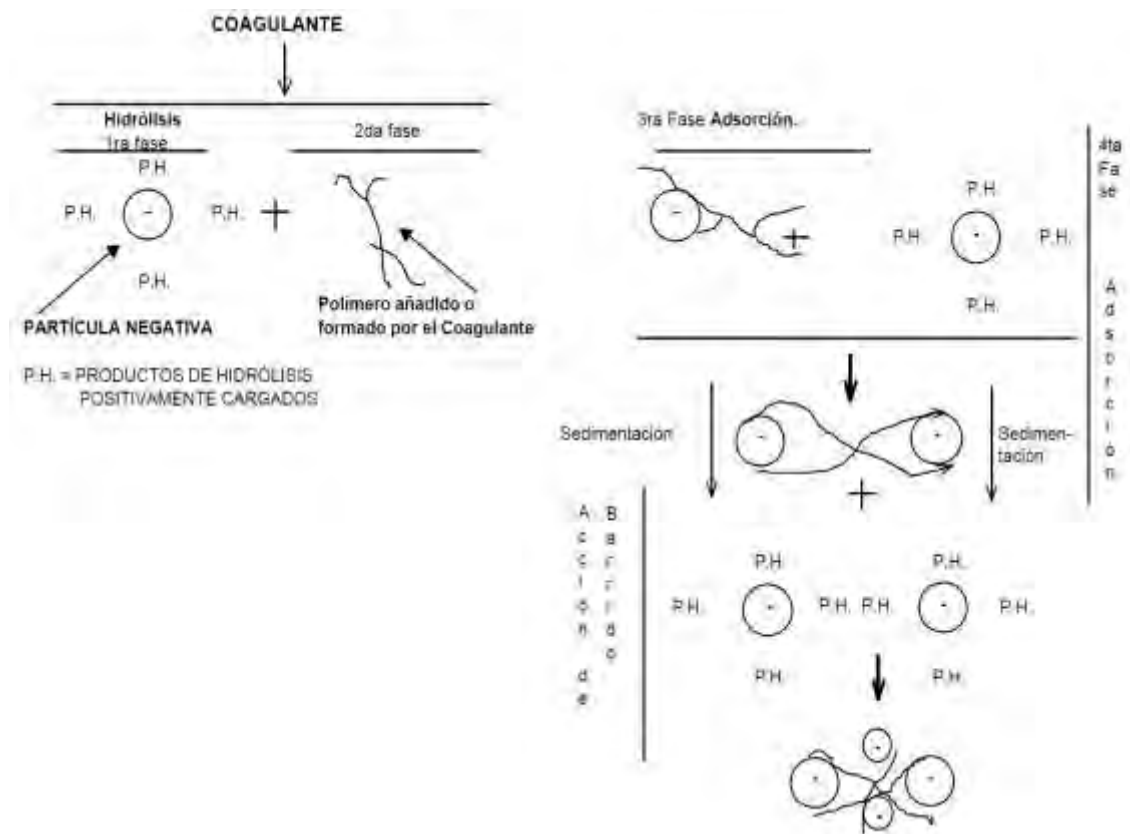 COAGULANTE
Hidrólisis
1ra fase
2da fase
P.H.
P.H.
-
P.H.
+
P.H.
PARTÍCULA NEGATIVA
Polímero añadido o
formado por el Coagulante
P.H. = PRODUCTOS DE HIDRÓLISIS
POSITIVAMENTE CARGADOS
3ra Fase Adsorción.
-
+
P.H.
P.H.
P.H.
P.H.
4ta
Fa
se
A
d
s
o
r
c
i
ó
n
Sedimentación
-
Sedimen-
tación
+
A
c
c
i
ó
n
d
e
B
a
r
r
i
d
o
P.H.
P.H.
P.H.
P.H. P.H.
P.H.
P.H.
P.H.